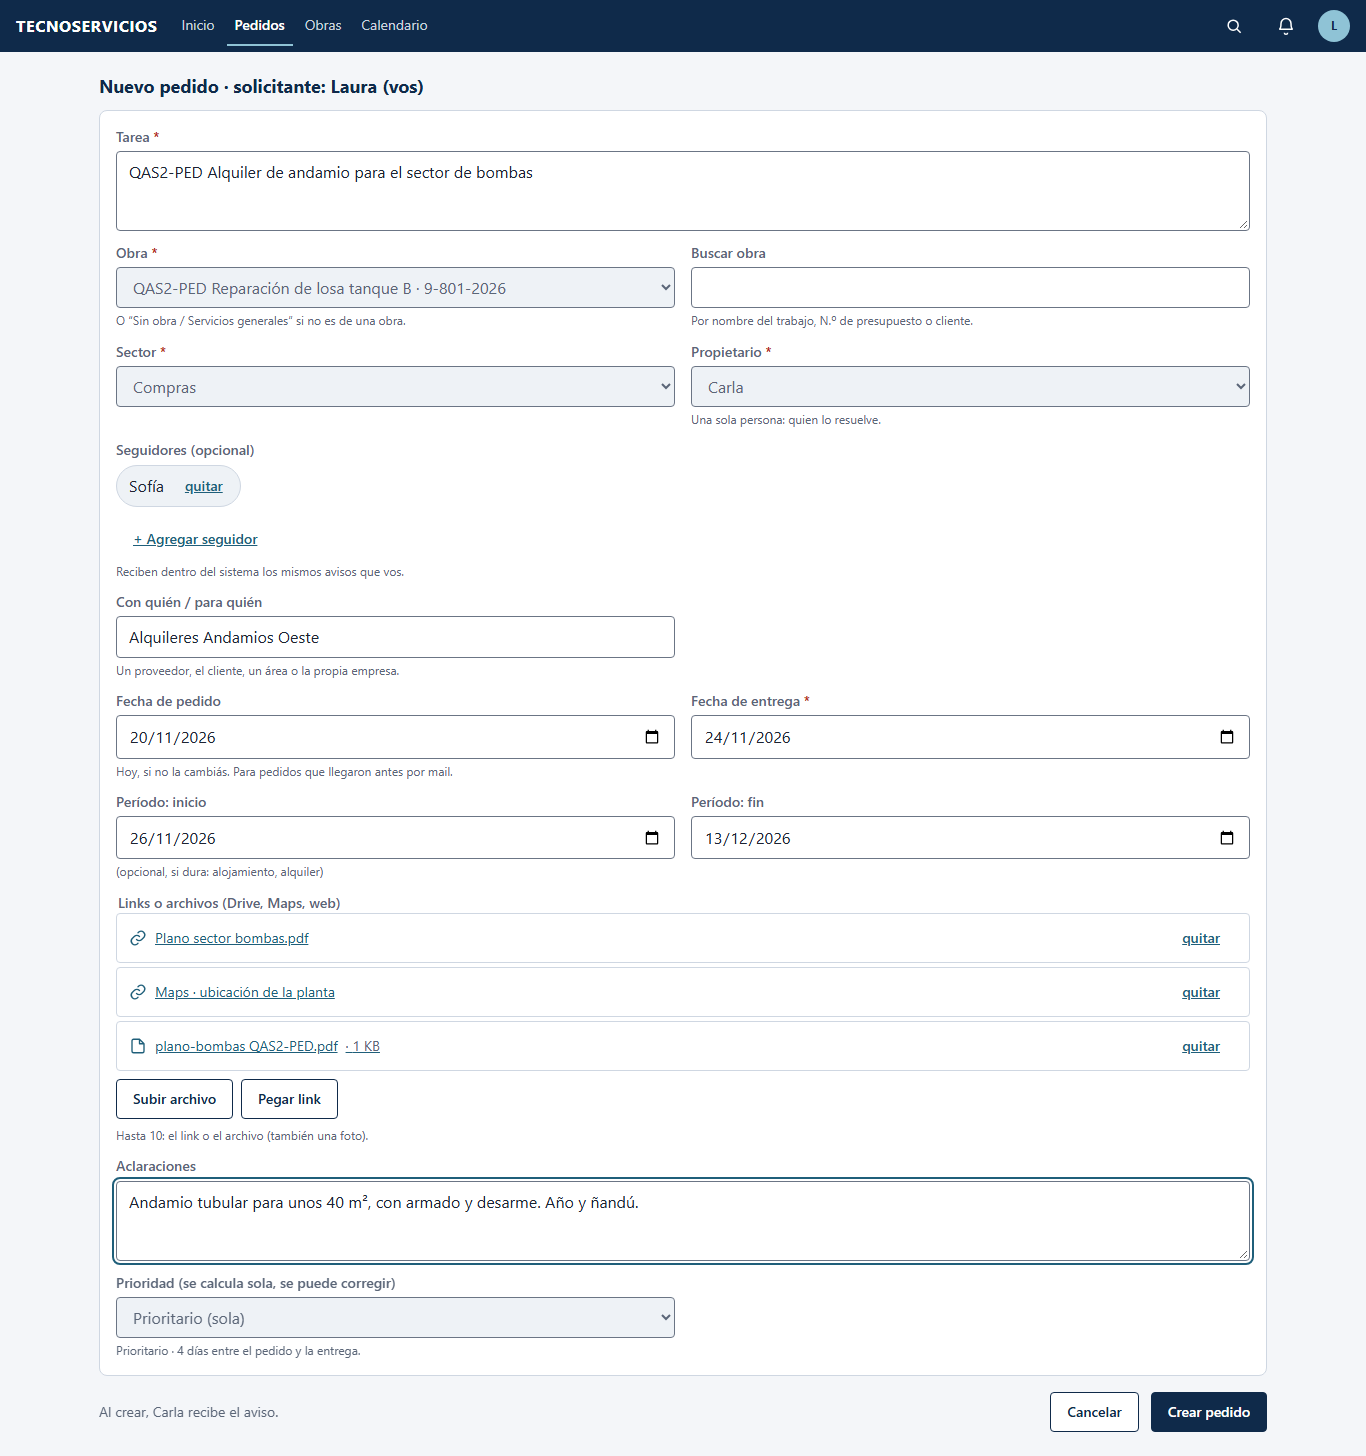 TECNOSERVICIOS Inicio Pedidos Obras Calendario L
Nuevo pedido · solicitante: Laura (vos)
Tarea *
QAS2-PED Alquiler de andamio para el sector de bombas
Obra * Buscar obra
QAS2-PED Reparación de losa tanque B · 9-801-2026
O “Sin obra / Servicios generales” si no es de una obra. Por nombre del trabajo, N.º de presupuesto o cliente.
Sector * Propietario *
Compras Carla
Una sola persona: quien lo resuelve.
Seguidores (opcional)
Sofía quitar
+ Agregar seguidor
Reciben dentro del sistema los mismos avisos que vos.
Con quién / para quién
Alquileres Andamios Oeste
Un proveedor, el cliente, un área o la propia empresa.
Fecha de pedido Fecha de entrega *
20/11/2026 24/11/2026
Hoy, si no la cambiás. Para pedidos que llegaron antes por mail.
Período: inicio Período: fin
26/11/2026 13/12/2026
(opcional, si dura: alojamiento, alquiler)
Links o archivos (Drive, Maps, web)
Plano sector bombas.pdf quitar
Maps · ubicación de la planta quitar
plano-bombas QAS2-PED.pdf · 1 KB quitar
Subir archivo Pegar link
Hasta 10: el link o el archivo (también una foto).
Aclaraciones
Andamio tubular para unos 40 m², con armado y desarme. Año y ñandú.
Prioridad (se calcula sola, se puede corregir)
Prioritario (sola)
Prioritario · 4 días entre el pedido y la entrega.
Al crear, Carla recibe el aviso. Cancelar Crear pedido